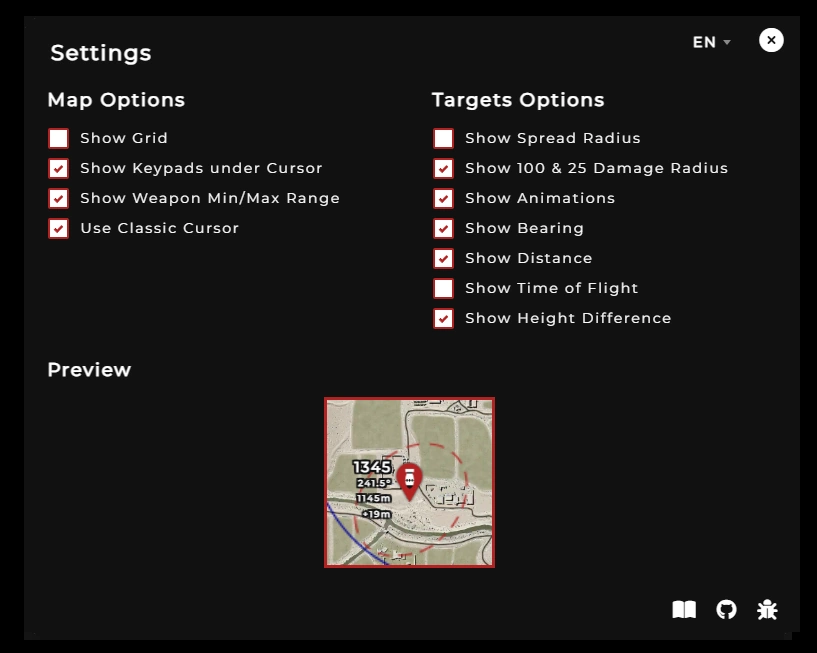 Settings
EN
Map Options
Show Grid
Show Keypads under Cursor
Show Weapon Min/Max Range
Use Classic Cursor
Targets Options
Show Spread Radius
Show 100 & 25 Damage Radius
Show Animations
Show Bearing
Show Distance
Show Time of Flight
Show Height Difference
Preview
1345
241.5°
1145m
+19m